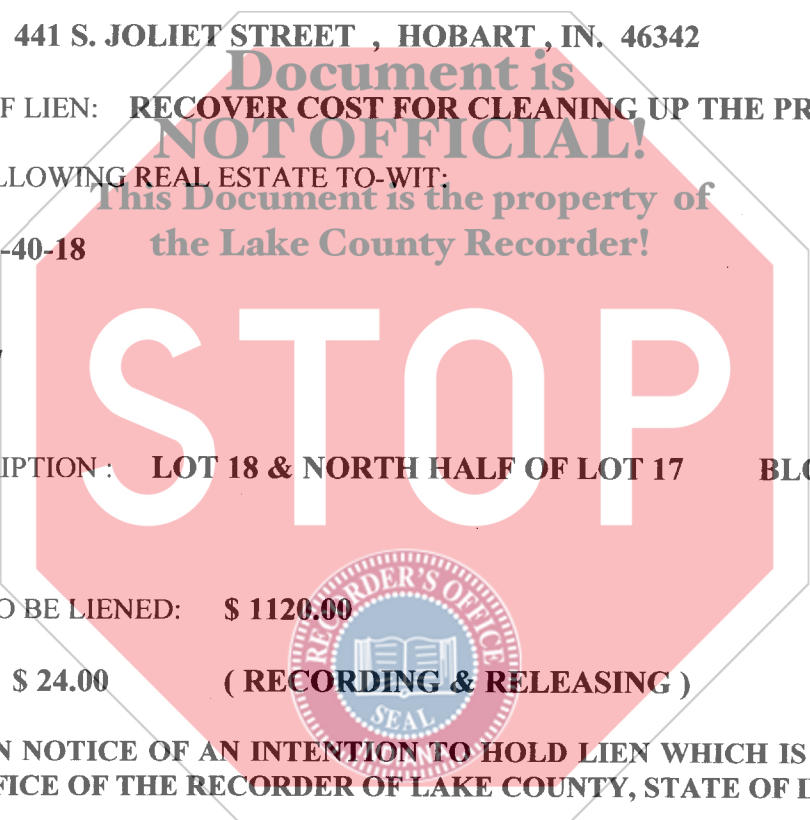 441 S. JOLIET STREET , HOBART , IN. 46342
Document is
F LIEN: RECOVER COST FOR CLEANING UP THE PR
NOT OFFICIAL!
LLOWING REAL ESTATE TO-WIT:
This Document is the property of
-40-18
the Lake County Recorder!
STOP
IPTION : LOT 18 & NORTH HALF OF LOT 17 BLO
O BE LIENED: $ 1120.00
RECORDER'S OFFICE
$ 24.00 ( RECORDING & RELEASING )
SEAL
N NOTICE OF AN INTENTION TO HOLD LIEN WHICH IS
FICE OF THE RECORDER OF LAKE COUNTY, STATE OF